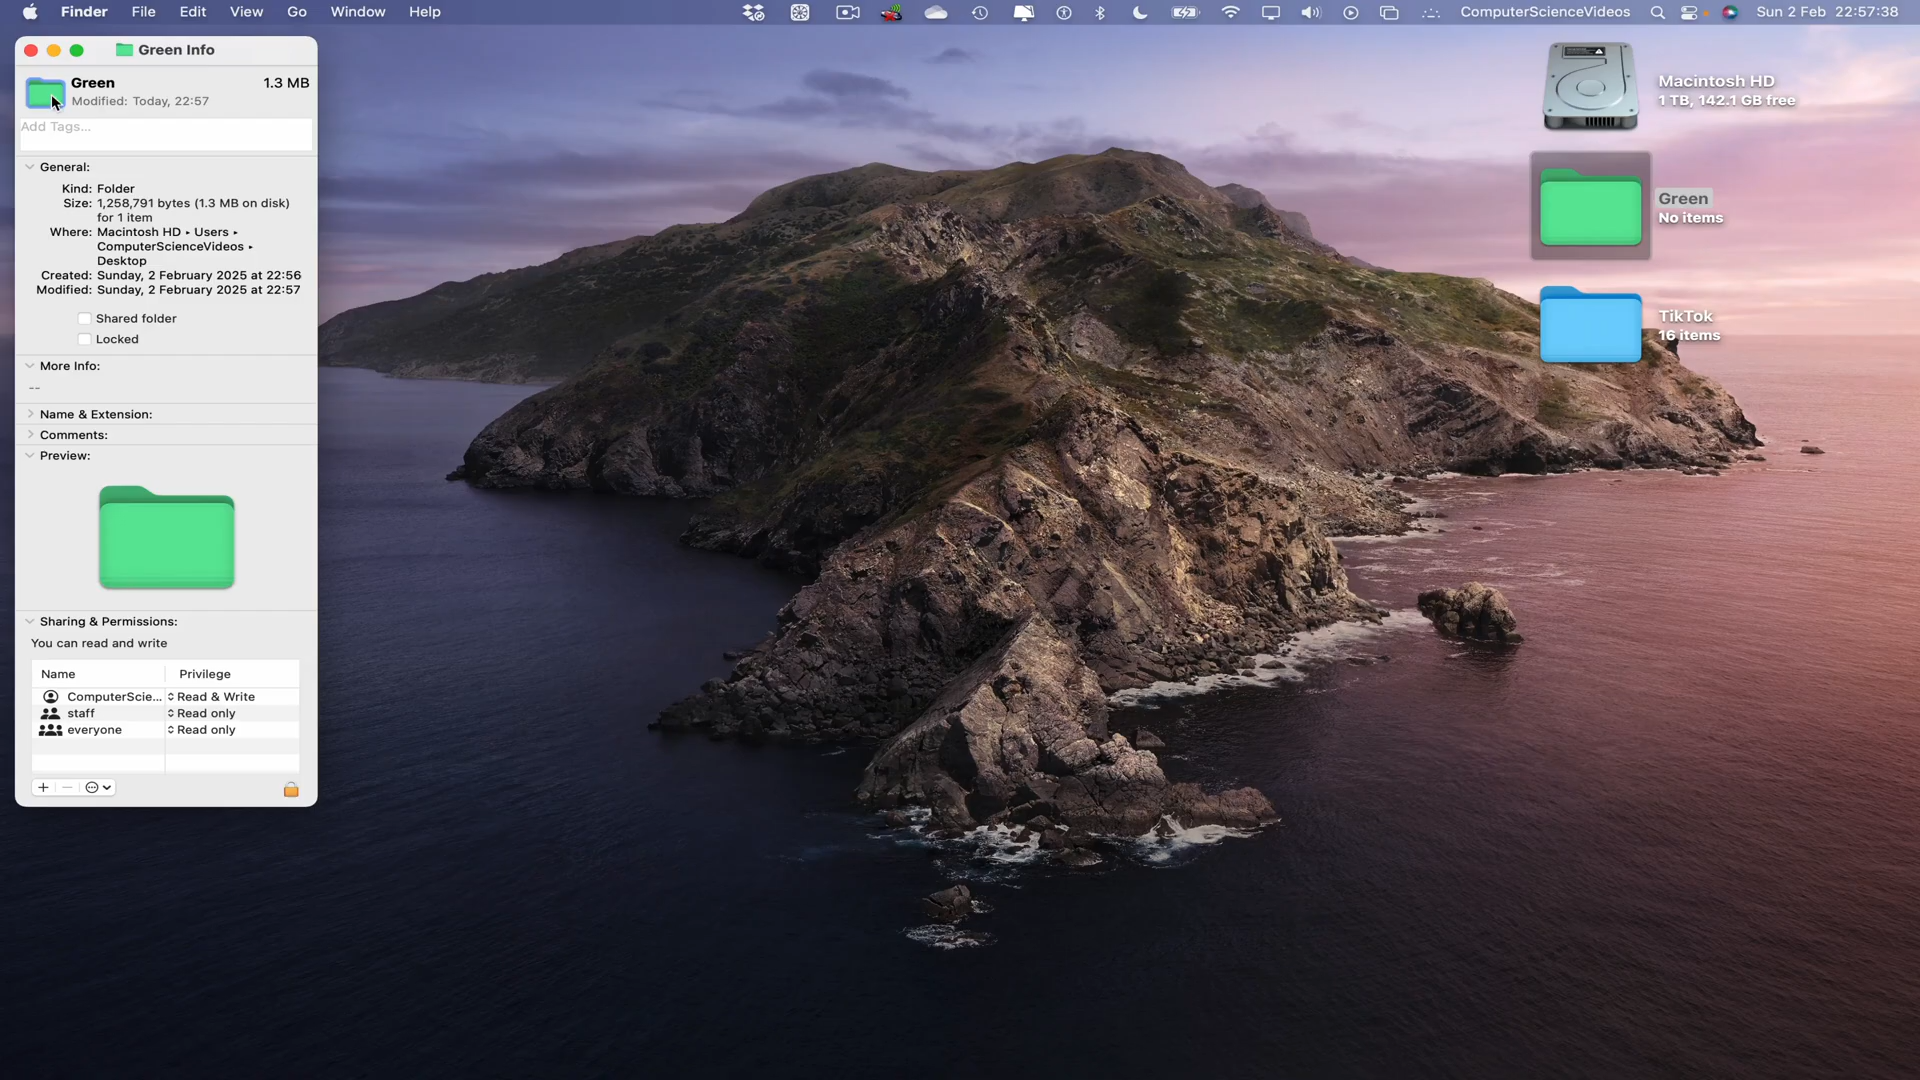 Finder File Edit View Go Window Help ComputerScienceVideos Sun 2 Feb 22:57:38
Green Info
Green 1.3 MB
Modified: Today, 22:57
Add Tags...
General:
Kind: Folder
Size: 1,258,791 bytes (1.3 MB on disk)
for 1 item
Where: Macintosh HD ▸ Users ▸
ComputerScienceVideos ▸
Desktop
Created: Sunday, 2 February 2025 at 22:56
Modified: Sunday, 2 February 2025 at 22:57
Shared folder
Locked
More Info:
--
Name & Extension:
Comments:
Preview:
Sharing & Permissions:
You can read and write
Name Privilege
ComputerScie... Read & Write
staff Read only
everyone Read only
Macintosh HD
1 TB, 142.1 GB free
Green
No items
TikTok
16 items